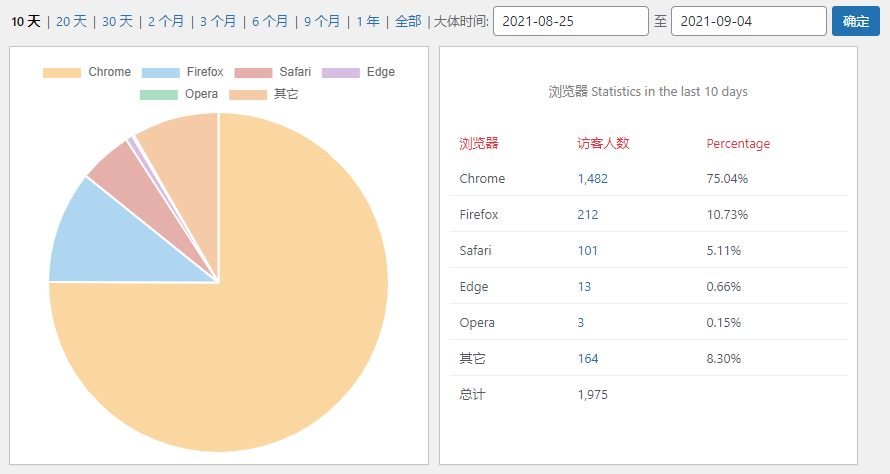 10 天 | 20 天 | 30 天 | 2 个月 | 3 个月 | 6 个月 | 9 个月 | 1 年 | 全部 | 大体时间: 2021-08-25 至 2021-09-04 确定
Chrome Firefox Safari Edge
Opera 其它
浏览器 Statistics in the last 10 days
浏览器 访客人数 Percentage
Chrome 1,482 75.04%
Firefox 212 10.73%
Safari 101 5.11%
Edge 13 0.66%
Opera 3 0.15%
其它 164 8.30%
总计 1,975